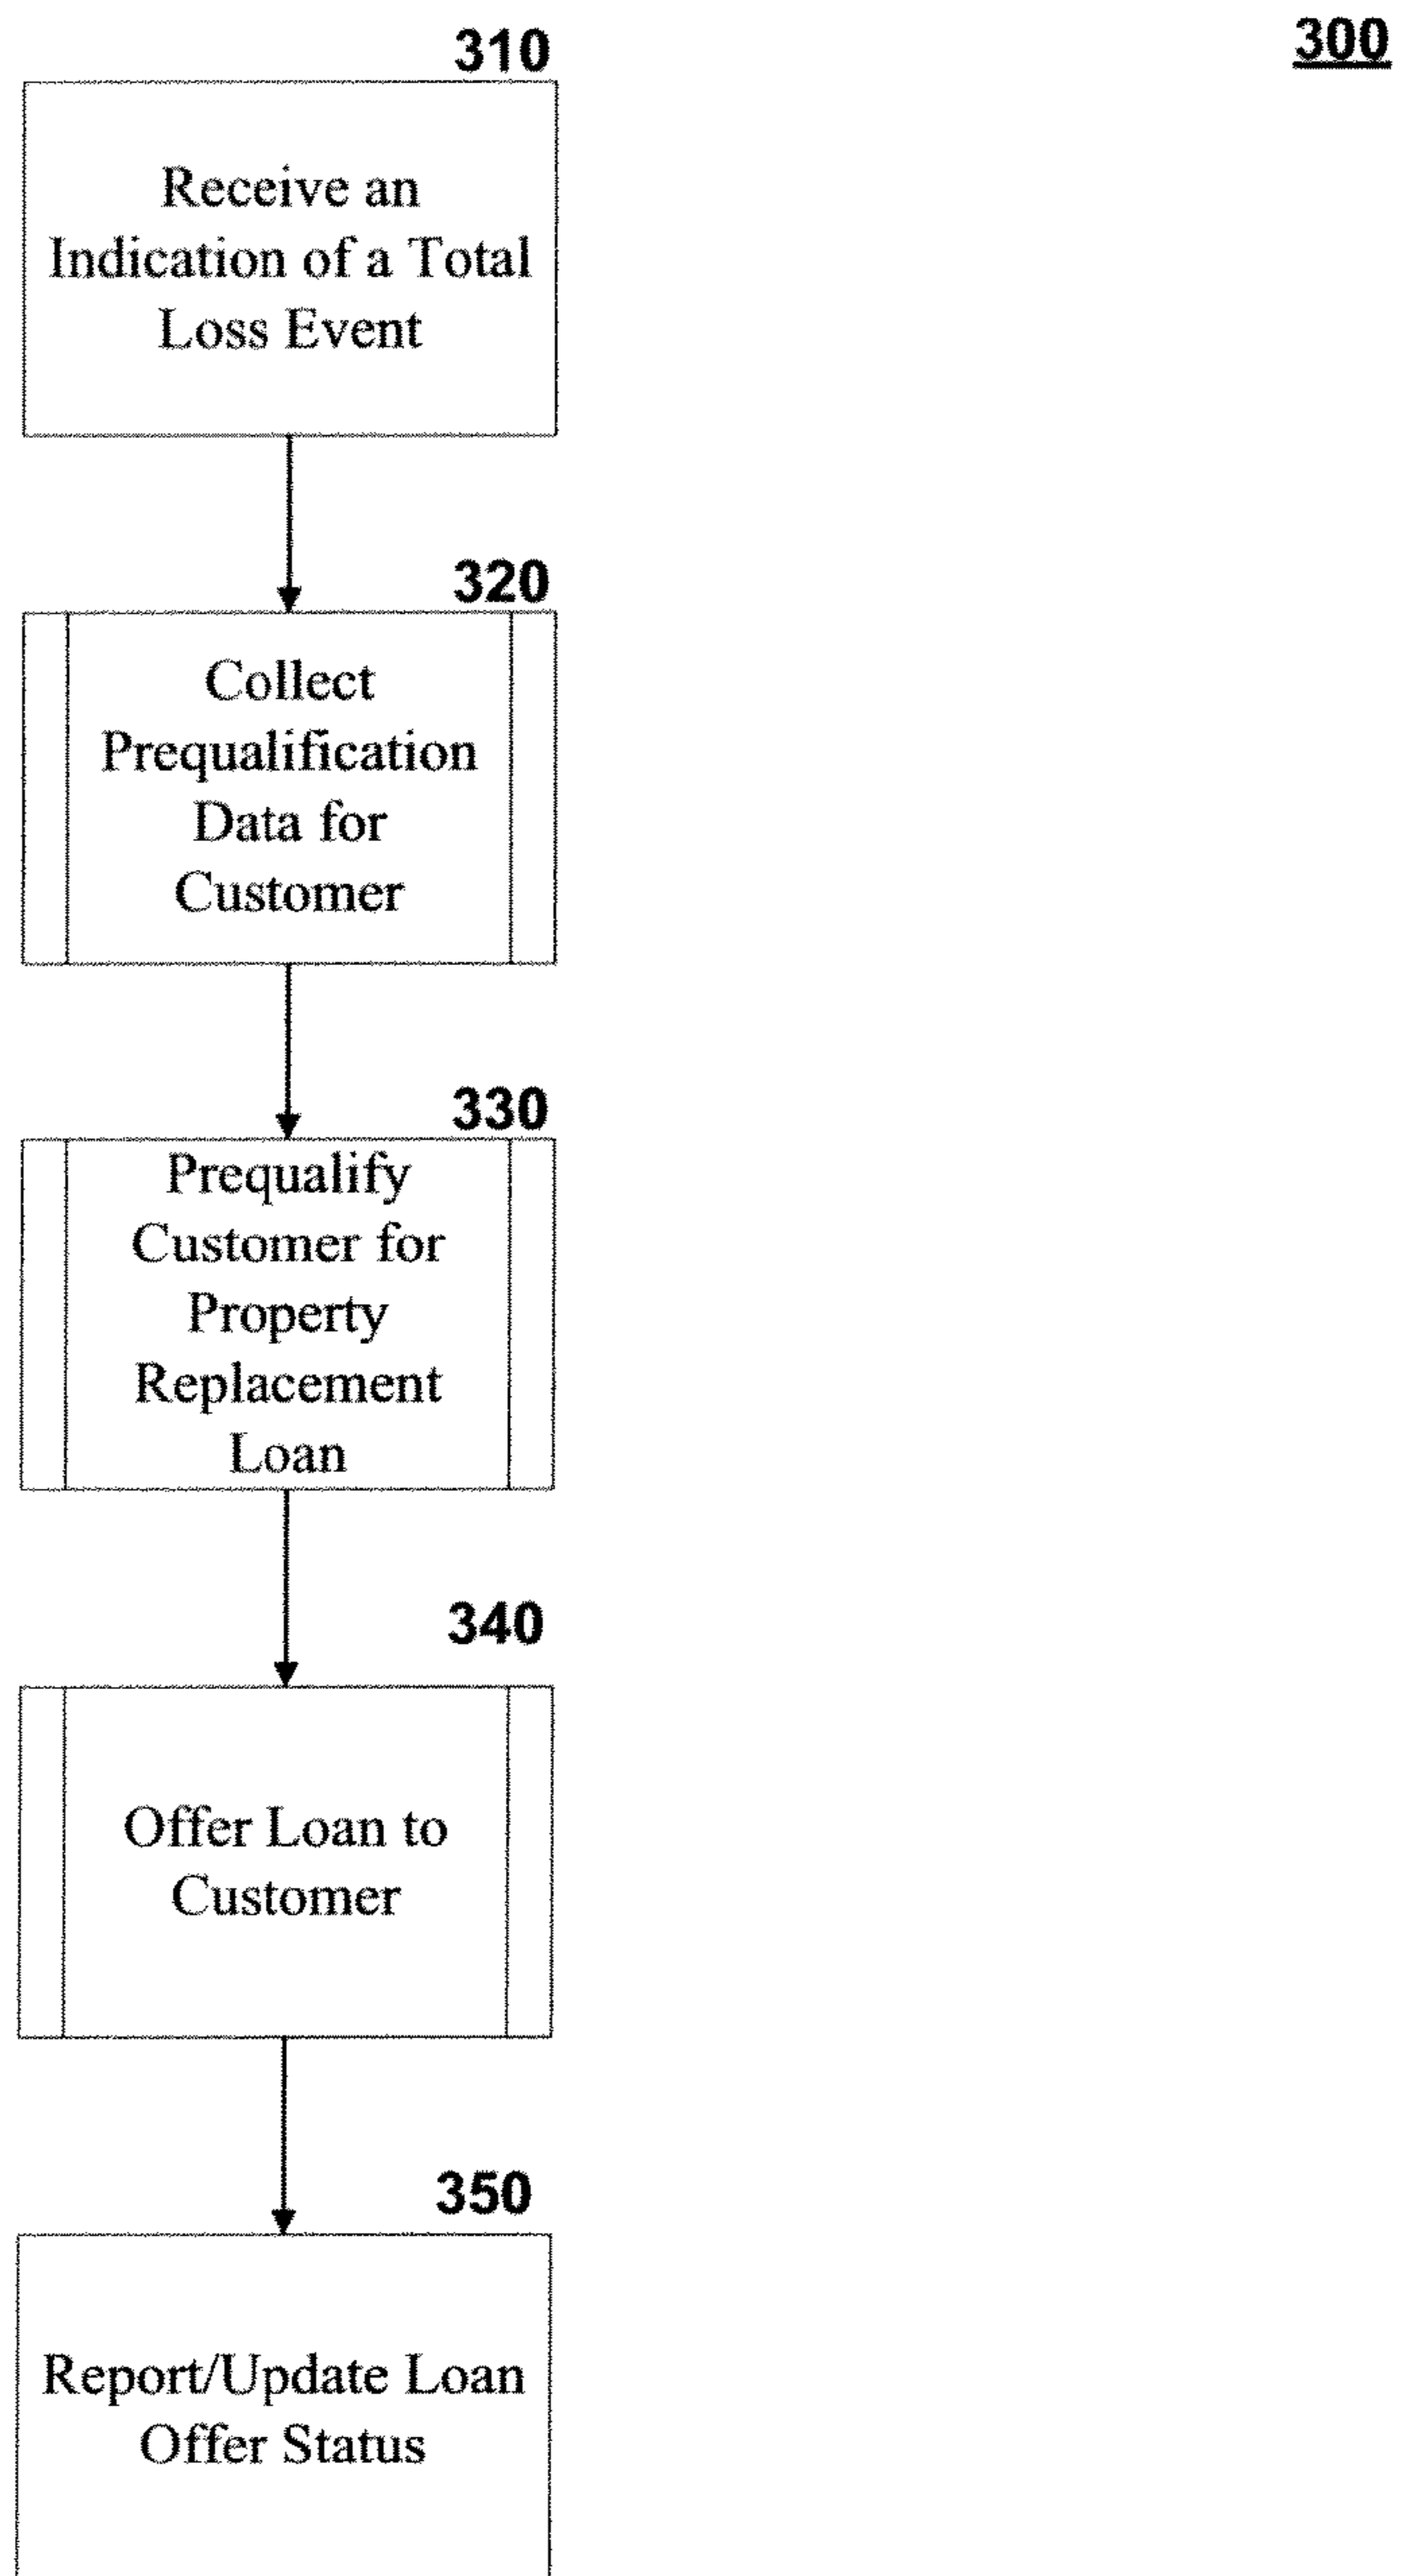 300
310
Receive an
Indication of a Total
Loss Event
320
Collect
Prequalification
Data for
Customer
330
Prequalify
Customer for
Property
Replacement
Loan
340
Offer Loan to
Customer
350
Report/Update Loan
Offer Status